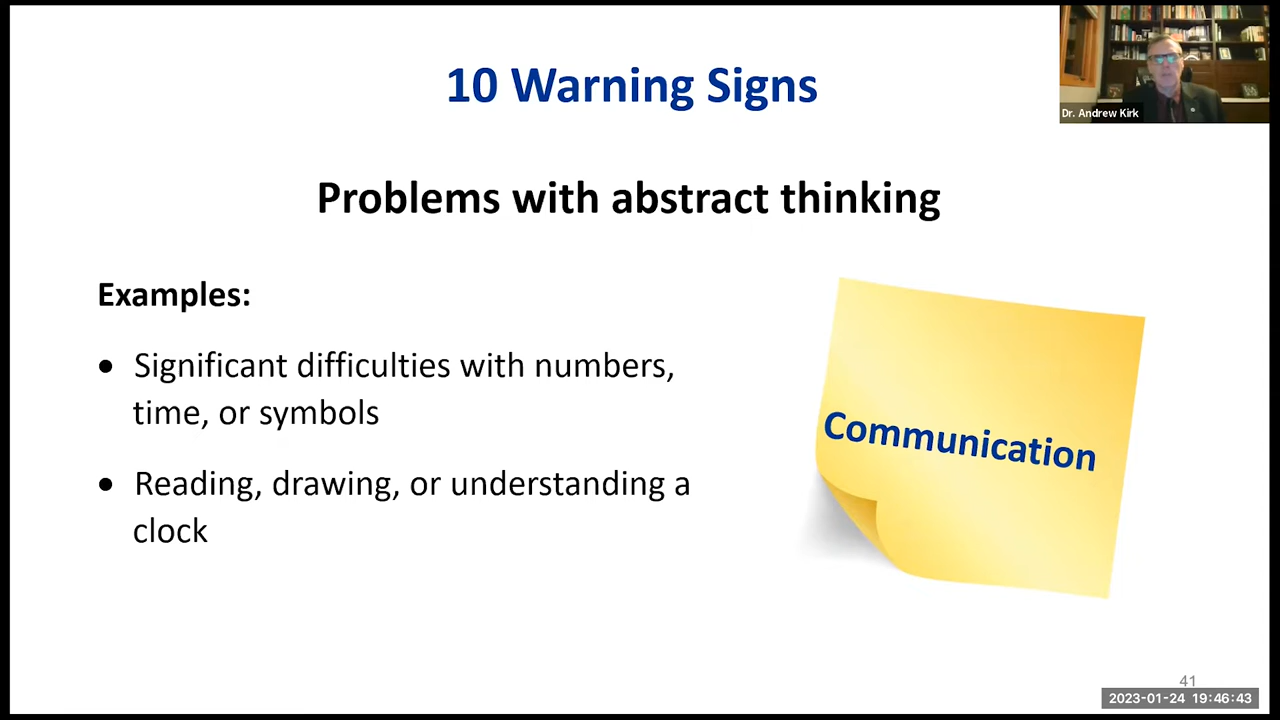 10 Warning Signs
Dr. Andrew Kirk
Problems with abstract thinking
Examples:
• Significant difficulties with numbers,
time, or symbols
• Reading, drawing, or understanding a
clock
Communication
41
2023-01-24 19:46:43